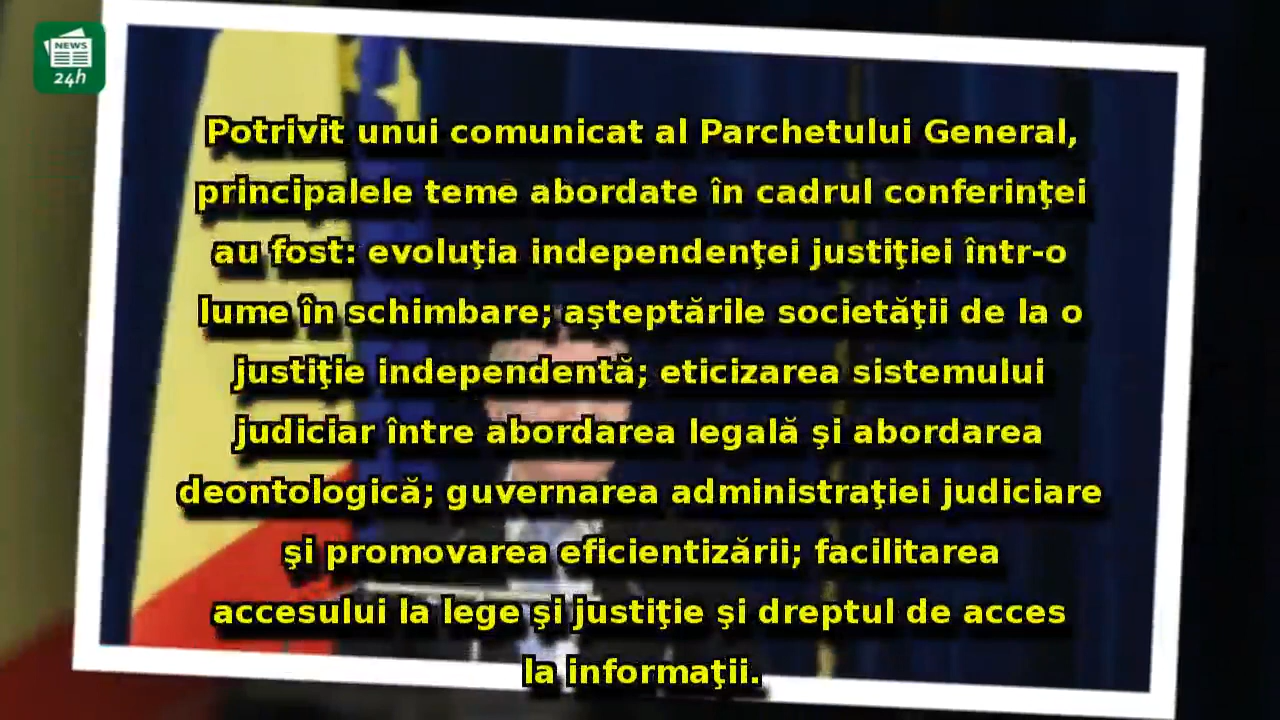 NEWS
24h
Potrivit unui comunicat al Parchetului General,
principalele teme abordate în cadrul conferinţei
au fost: evoluţia independenţei justiţiei într-o
lume în schimbare; aşteptările societăţii de la o
justiţie independentă; eticizarea sistemului
judiciar între abordarea legală şi abordarea
deontologică; guvernarea administraţiei judiciare
şi promovarea eficientizării; facilitarea
accesului la lege şi justiţie şi dreptul de acces
la informaţii.